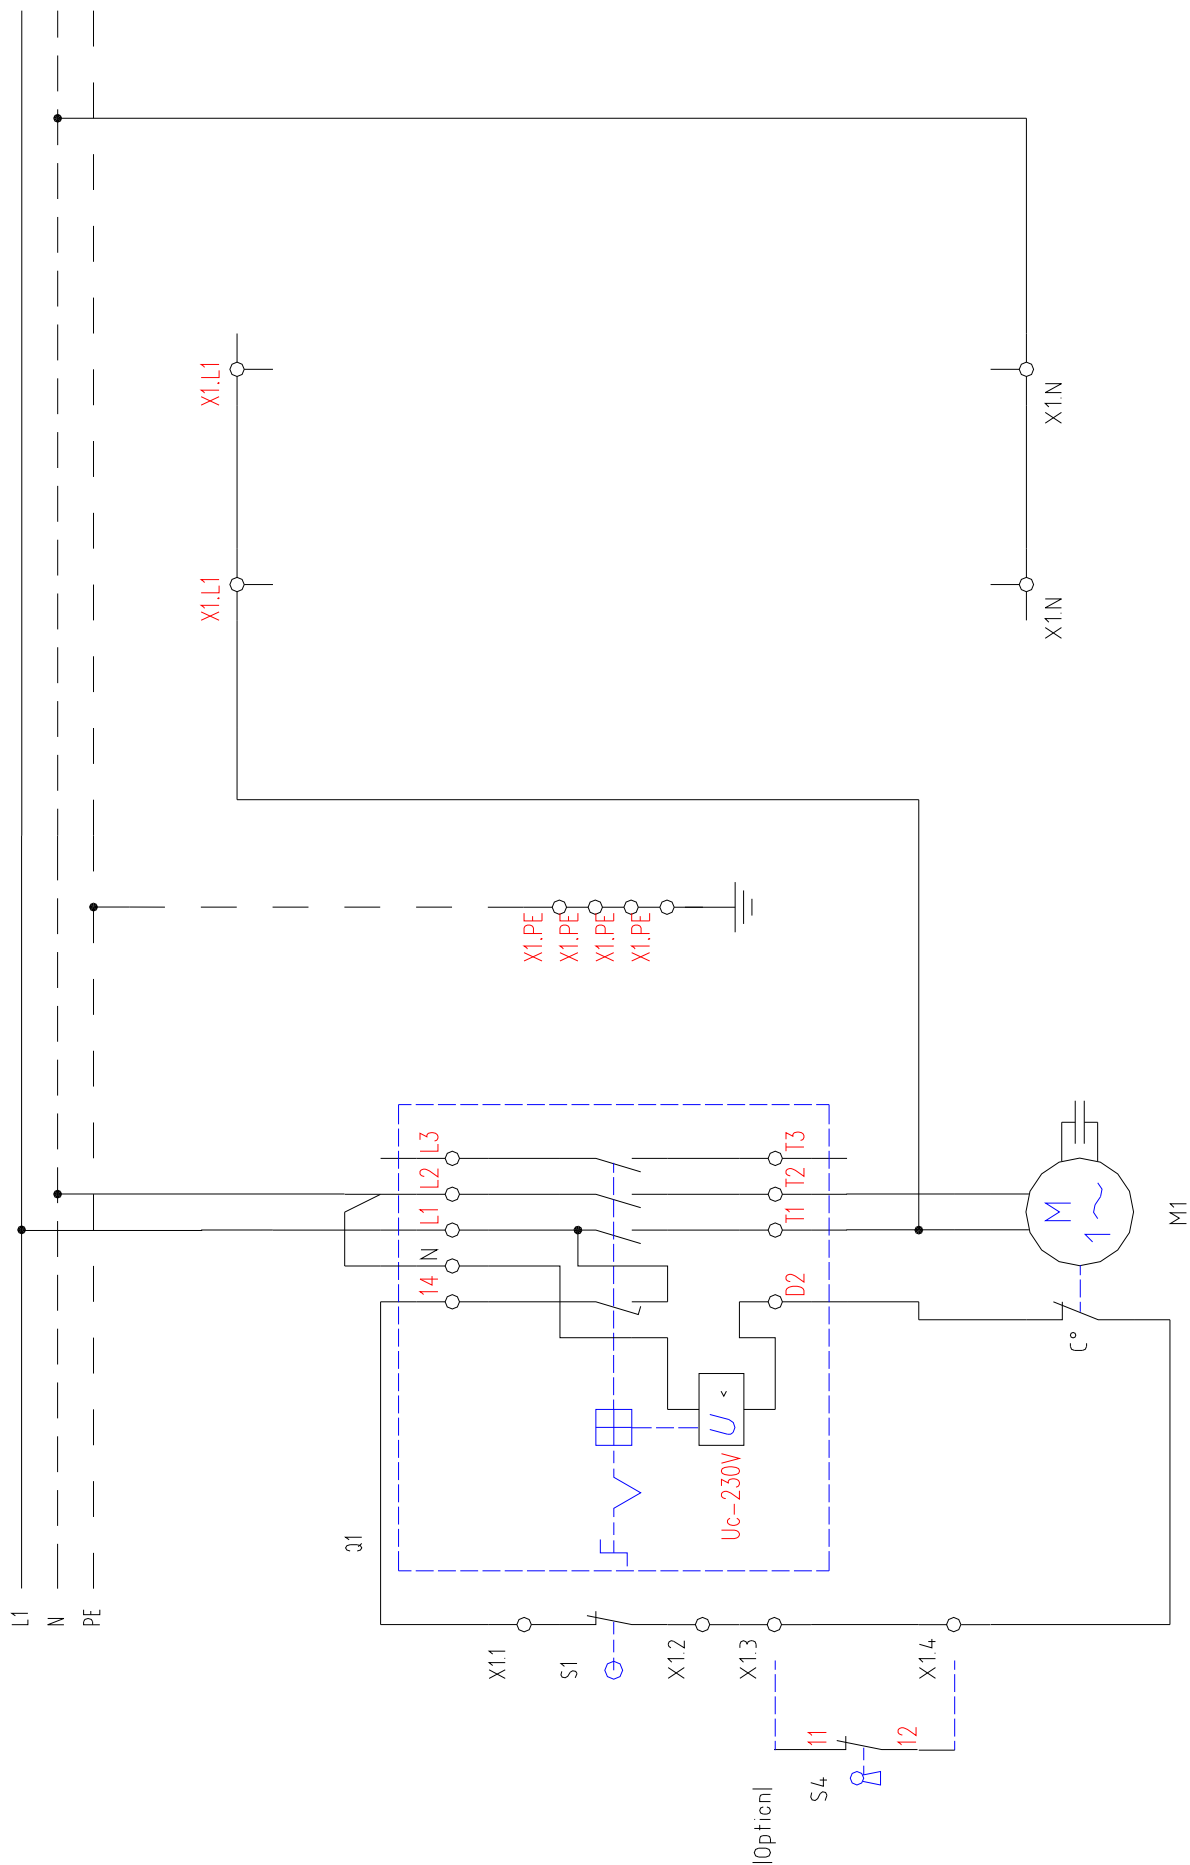 L1
N
PE
Q1
14
N
L1
L2
L3
D2
T1
T2
T3
U <
Uc-230V
X1.PE
X1.PE
X1.PE
X1.PE
X1.L1
X1.L1
X1.N
X1.N
X1.1
S1
X1.2
X1.3
X1.4
C°
M
1~
M1
11
12
S4
|Opticn|